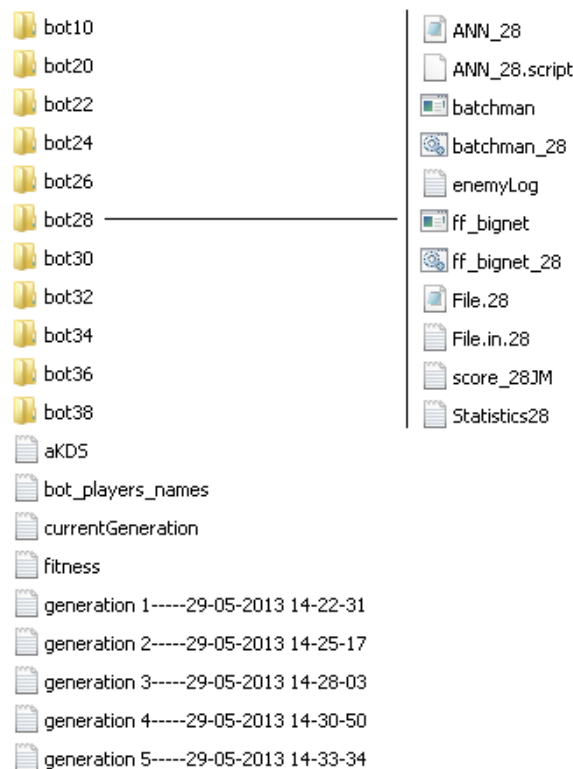 bot10
bot20
bot22
bot24
bot26
bot28
bot30
bot32
bot34
bot36
bot38
aKDS
bot_players_names
currentGeneration
fitness
generation 1-----29-05-2013 14-22-31
generation 2-----29-05-2013 14-25-17
generation 3-----29-05-2013 14-28-03
generation 4-----29-05-2013 14-30-50
generation 5-----29-05-2013 14-33-34
ANN_28
ANN_28.script
batchman
batchman_28
enemyLog
ff_bignet
ff_bignet_28
File.28
File.in.28
score_28JM
Statistics28